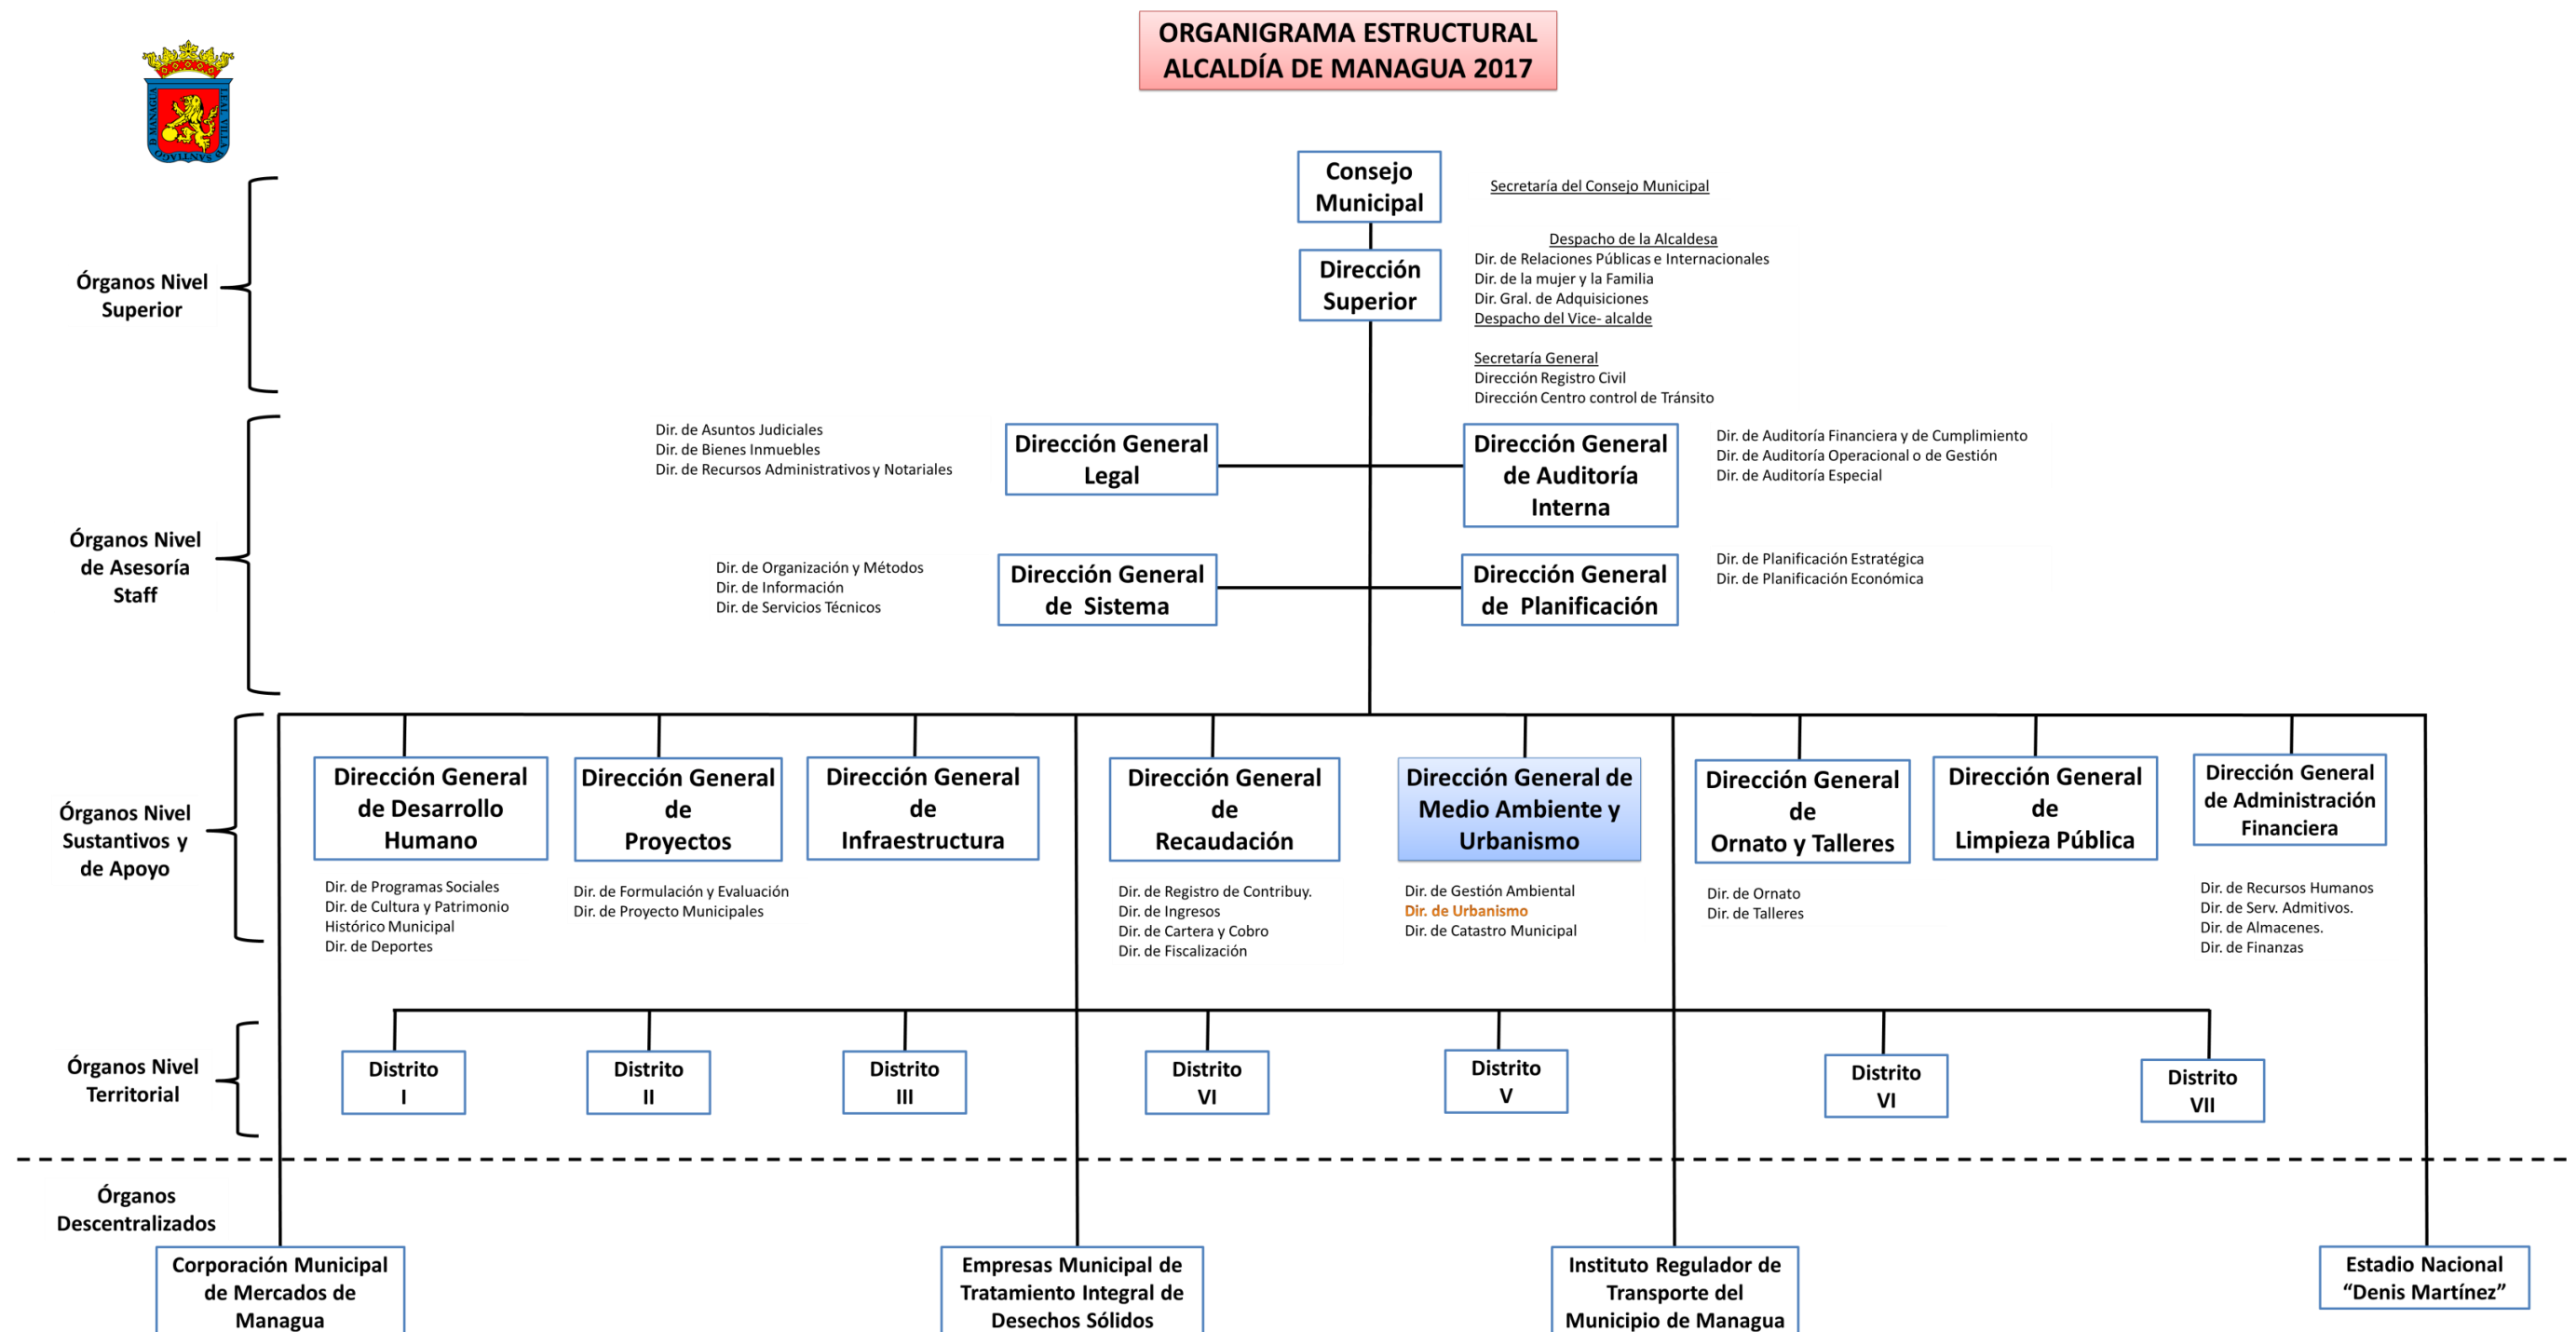 ORGANIGRAMA ESTRUCTURAL
ALCALDÍA DE MANAGUA 2017
Consejo
Municipal
Secretaría del Consejo Municipal
Órganos Nivel
Superior
Dirección
Superior
Despacho de la Alcaldesa
Dir. de Relaciones Públicas e Internacionales
Dir. de la mujer y la Familia
Dir. Gral. de Adquisiciones
Despacho del Vice- alcalde
Secretaría General
Dirección Registro Civil
Dirección Centro control de Tránsito
Órganos Nivel
de Asesoría
Staff
Dir. de Asuntos Judiciales
Dir. de Bienes Inmuebles
Dir. de Recursos Administrativos y Notariales
Dirección General
Legal
Dirección General
de Auditoría
Interna
Dir. de Auditoría Financiera y de Cumplimiento
Dir. de Auditoría Operacional o de Gestión
Dir. de Auditoría Especial
Dir. de Organización y Métodos
Dir. de Información
Dir. de Servicios Técnicos
Dirección General
de Sistema
Dirección General
de Planificación
Dir. de Planificación Estratégica
Dir. de Planificación Económica
Órganos Nivel
Sustantivos y
de Apoyo
Dirección General
de Desarrollo
Humano
Dir. de Programas Sociales
Dir. de Cultura y Patrimonio
Histórico Municipal
Dir. de Deportes
Dirección General
de
Proyectos
Dir. de Formulación y Evaluación
Dir. de Proyecto Municipales
Dirección General
de
Infraestructura
Dirección General
de
Recaudación
Dir. de Registro de Contribuy.
Dir. de Ingresos
Dir. de Cartera y Cobro
Dir. de Fiscalización
Dirección General de
Medio Ambiente y
Urbanismo
Dir. de Gestión Ambiental
Dir. de Urbanismo
Dir. de Catastro Municipal
Dirección General
de
Ornato y Talleres
Dir. de Ornato
Dir. de Talleres
Dirección General
de
Limpieza Pública
Dirección General
de Administración
Financiera
Dir. de Recursos Humanos
Dir. de Serv. Admitivos.
Dir. de Almacenes.
Dir. de Finanzas
Órganos Nivel
Territorial
Distrito
I
Distrito
II
Distrito
III
Distrito
VI
Distrito
V
Distrito
VI
Distrito
VII
Órganos
Descentralizados
Corporación Municipal
de Mercados de
Managua
Empresas Municipal de
Tratamiento Integral de
Desechos Sólidos
Instituto Regulador de
Transporte del
Municipio de Managua
Estadio Nacional
“Denis Martínez”